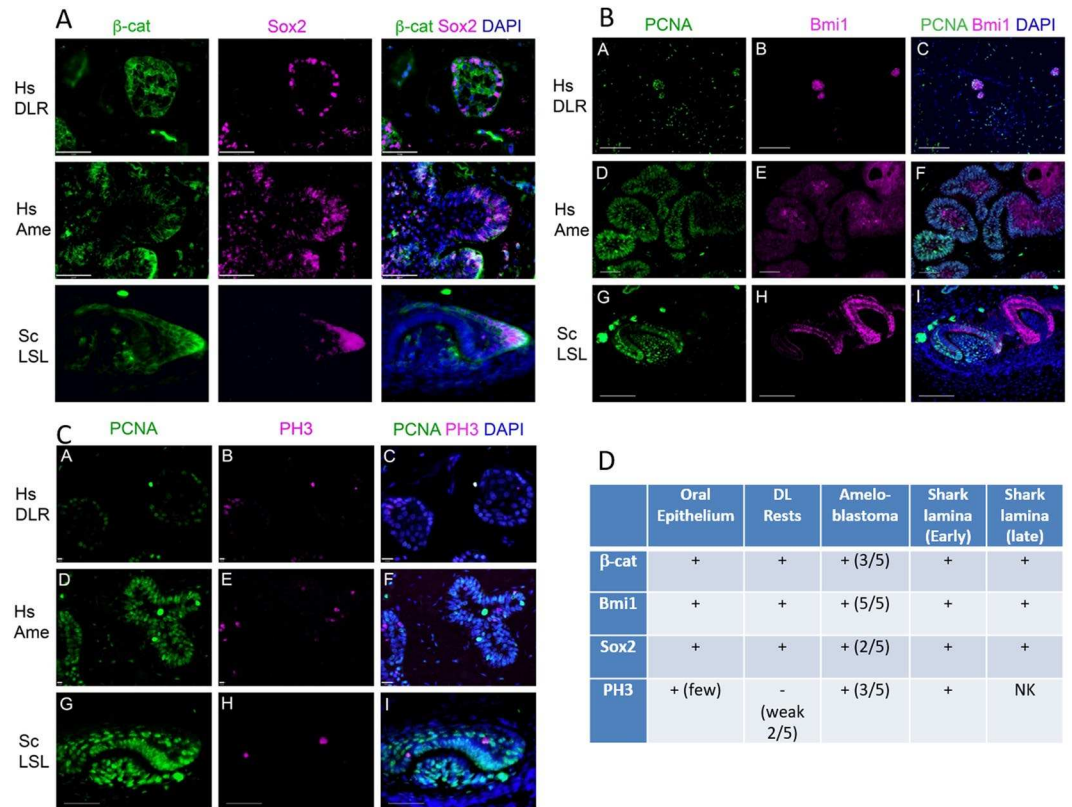 A
β-cat Sox2 β-cat Sox2 DAPI
Hs
DLR
Hs
Ame
Sc
LSL
B
PCNA Bmi1 PCNA Bmi1 DAPI
A B C
Hs
DLR
D E F
Hs
Ame
G H I
Sc
LSL
C
PCNA PH3 PCNA PH3 DAPI
A B C
Hs
DLR
D E F
Hs
Ame
G H I
Sc
LSL
D
Oral Epithelium DL Rests Amelo-blastoma Shark lamina (Early) Shark lamina (late)
β-cat + + + (3/5) + +
Bmi1 + + + (5/5) + +
Sox2 + + + (2/5) + +
PH3 + (few) - (weak 2/5) + (3/5) + NK